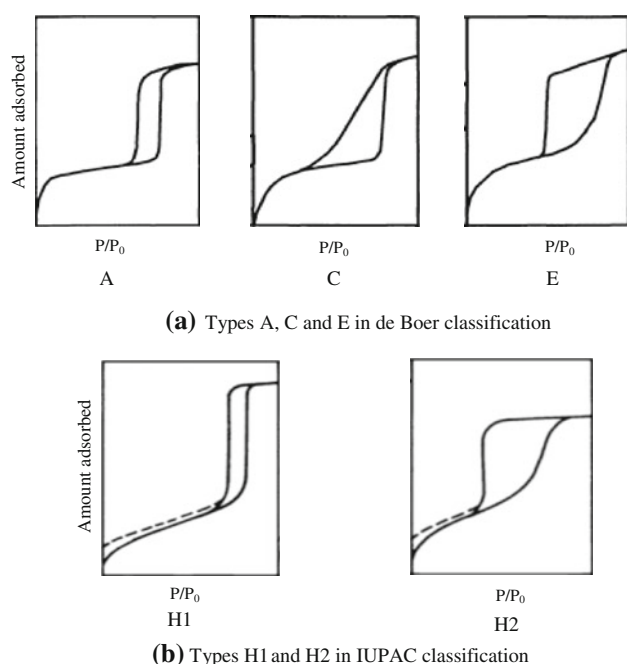 Amount adsorbed
P/P₀ P/P₀ P/P₀
A C E
(a) Types A, C and E in de Boer classification
Amount adsorbed
P/P₀ P/P₀
H1 H2
(b) Types H1 and H2 in IUPAC classification